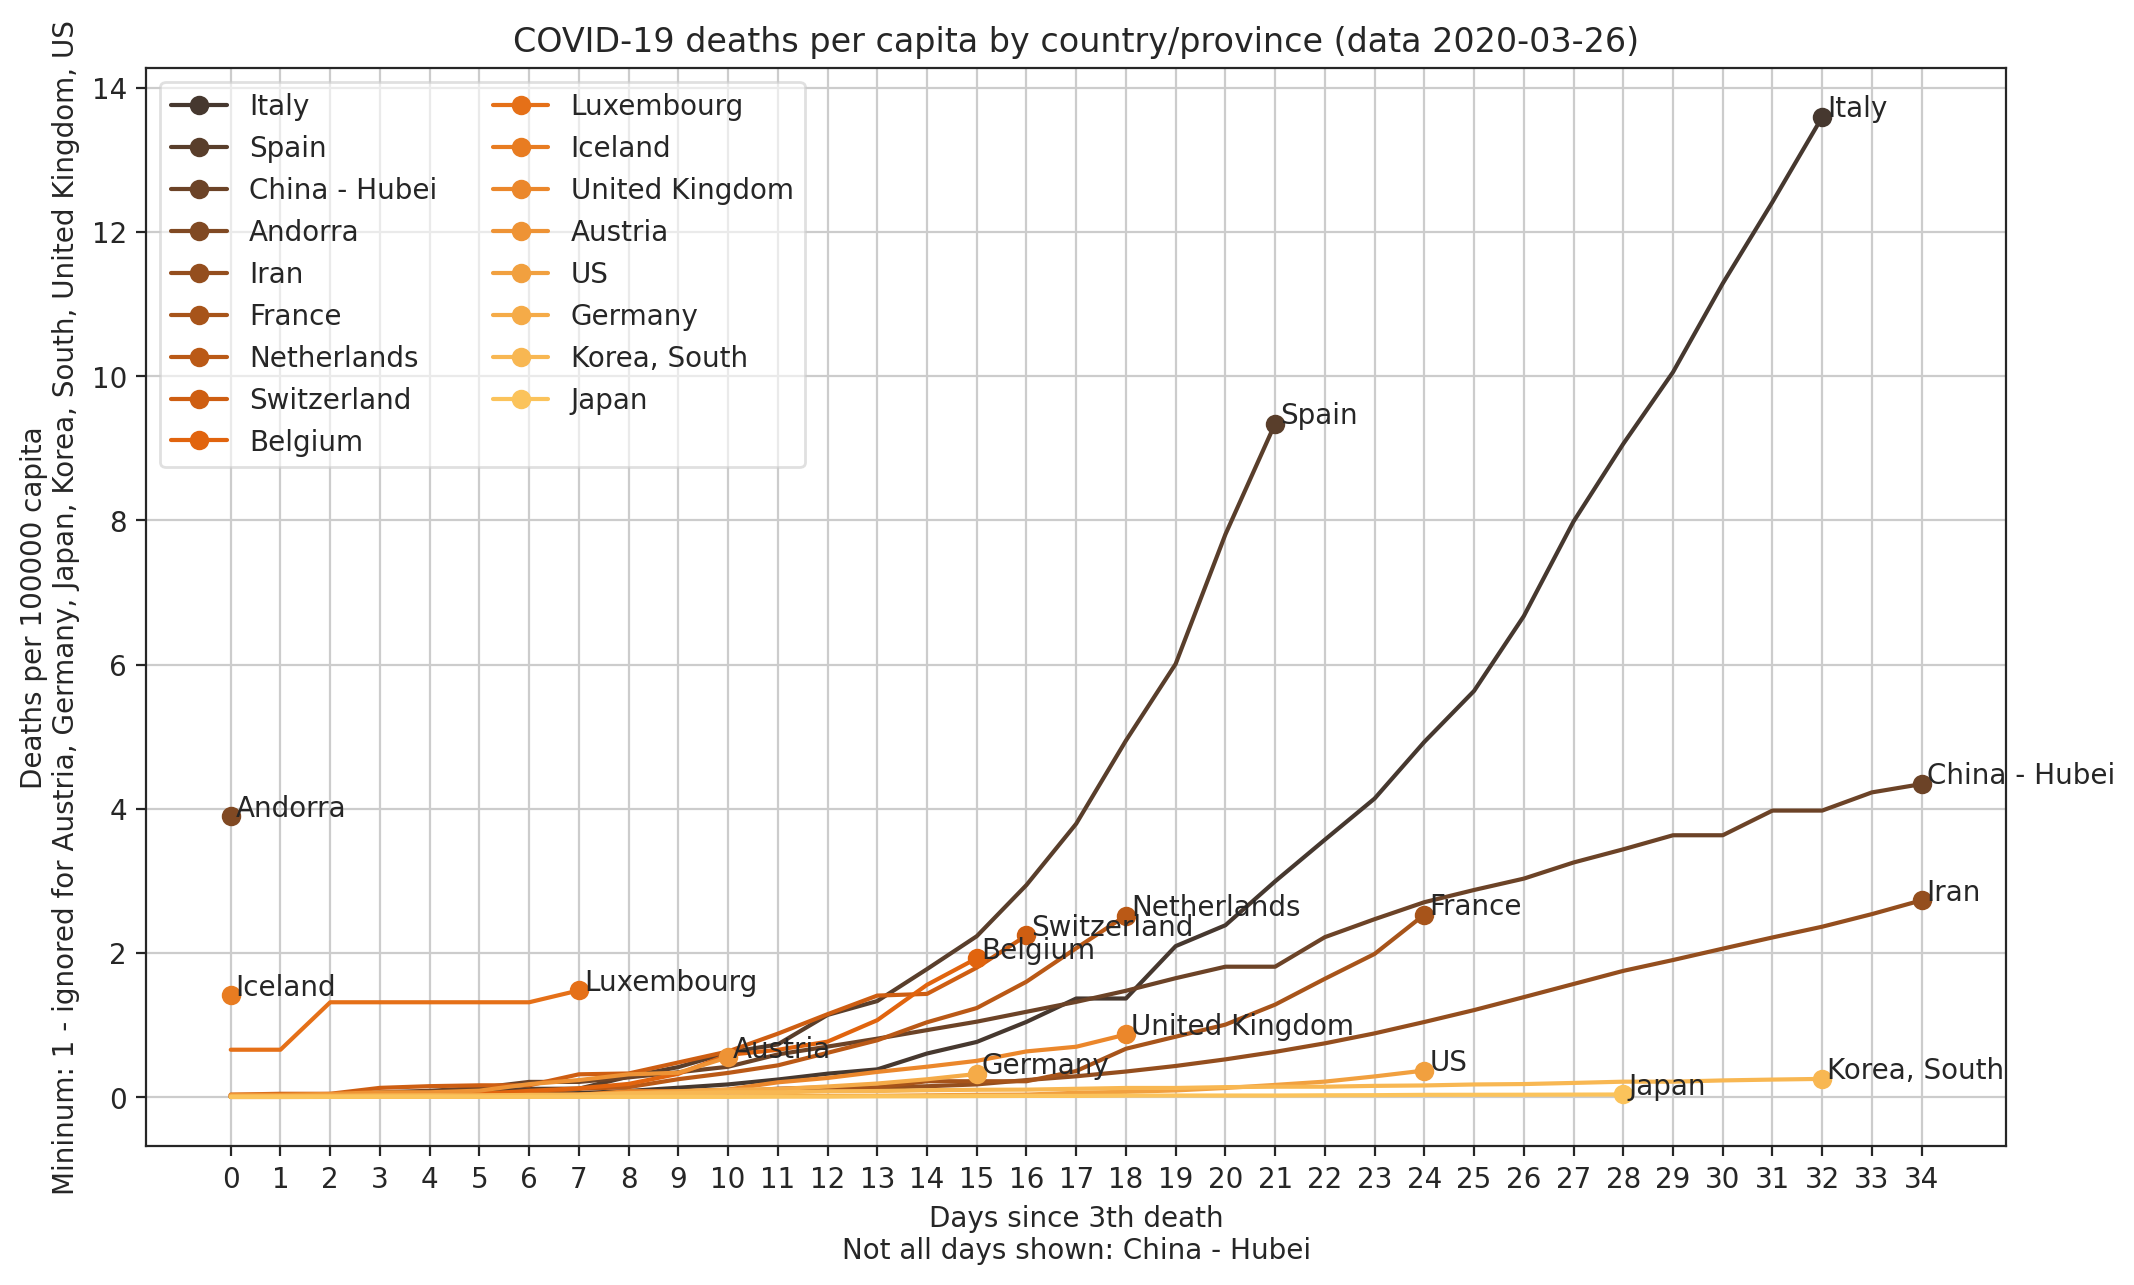 COVID-19 deaths per capita by country/province (data 2020-03-26)
Deaths per 100000 capita
Mininum: 1 - ignored for Austria, Germany, Japan, Korea, South, United Kingdom, US
14
12
10
8
6
4
2
0
Italy
Spain
China - Hubei
Andorra
Iran
France
Netherlands
Switzerland
Belgium
Luxembourg
Iceland
United Kingdom
Austria
US
Germany
Korea, South
Japan
Italy
Spain
China - Hubei
Andorra
Iran
France
Netherlands
Switzerland
Belgium
Luxembourg
Iceland
United Kingdom
Austria
US
Germany
Korea, South
Japan
0 1 2 3 4 5 6 7 8 9 10 11 12 13 14 15 16 17 18 19 20 21 22 23 24 25 26 27 28 29 30 31 32 33 34
Days since 3th death
Not all days shown: China - Hubei